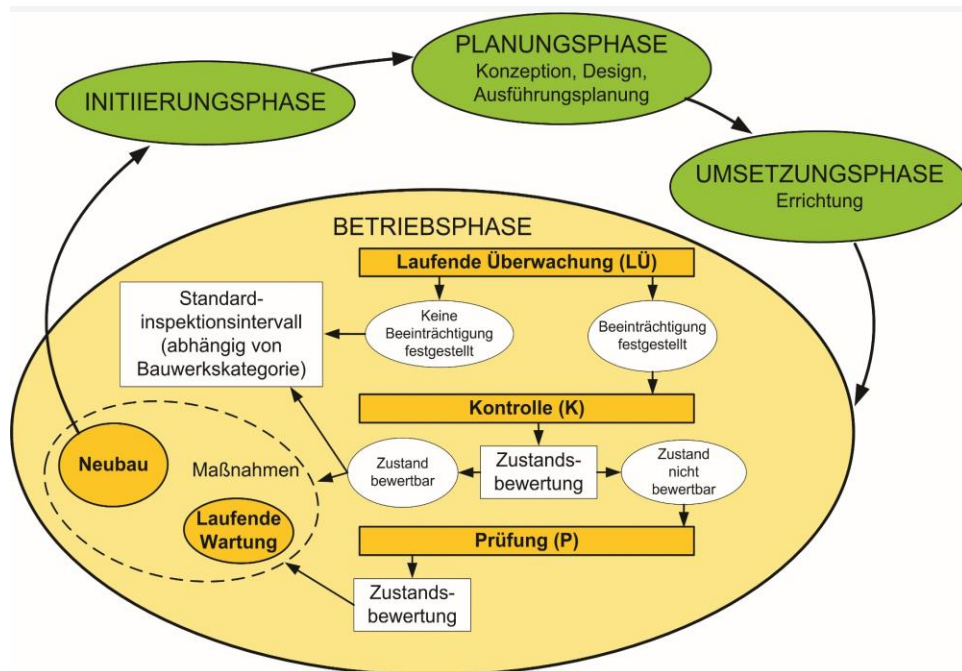 PLANUNGSPHASE
Konzeption, Design,
Ausführungsplanung
INITIIERUNGSPHASE
UMSETZUNGSPHASE
Errichtung
BETRIEBSPHASE
Laufende Überwachung (LÜ)
Standard-
inspektionsintervall
(abhängig von
Bauwerkskategorie)
Keine
Beeinträchtigung
festgestellt
Beeinträchtigung
festgestellt
Kontrolle (K)
Neubau
Maßnahmen
Zustand
bewertbar
Zustands-
bewertung
Zustand
nicht
bewertbar
Laufende
Wartung
Prüfung (P)
Zustands-
bewertung